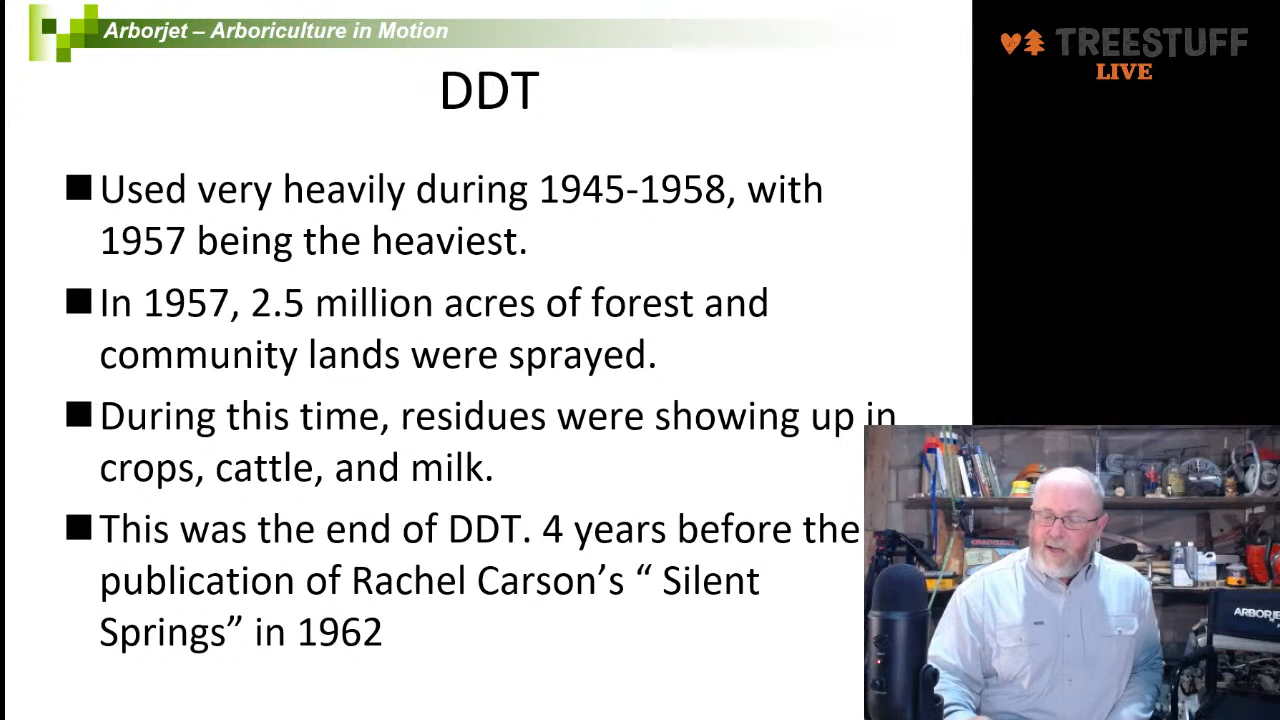 Arborjet – Arboriculture in Motion
TREESTUFF
LIVE
DDT
Used very heavily during 1945-1958, with
1957 being the heaviest.
In 1957, 2.5 million acres of forest and
community lands were sprayed.
During this time, residues were showing up in
crops, cattle, and milk.
This was the end of DDT. 4 years before the
publication of Rachel Carson’s “ Silent
Springs” in 1962
ARBORJE